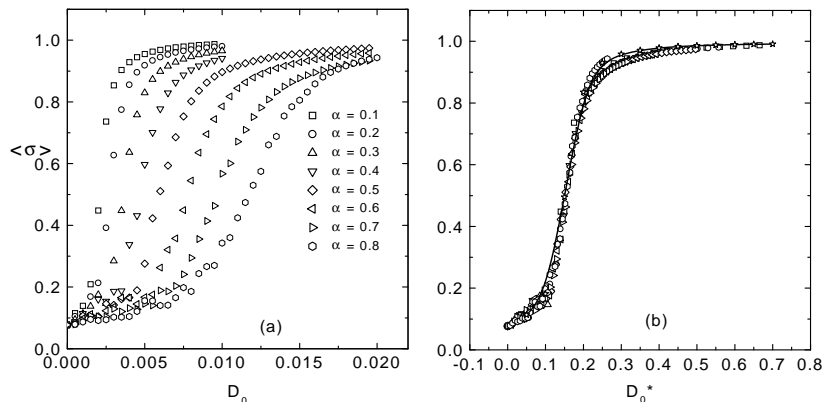 1.0
0.8
0.6
0.4
0.2
0.0
<σ>
0.000 0.005 0.010 0.015 0.020
D0
α = 0.1
α = 0.2
α = 0.3
α = 0.4
α = 0.5
α = 0.6
α = 0.7
α = 0.8
(a)
1.0
0.8
0.6
0.4
0.2
0.0
-0.1 0.0 0.1 0.2 0.3 0.4 0.5 0.6 0.7 0.8
D0*
(b)